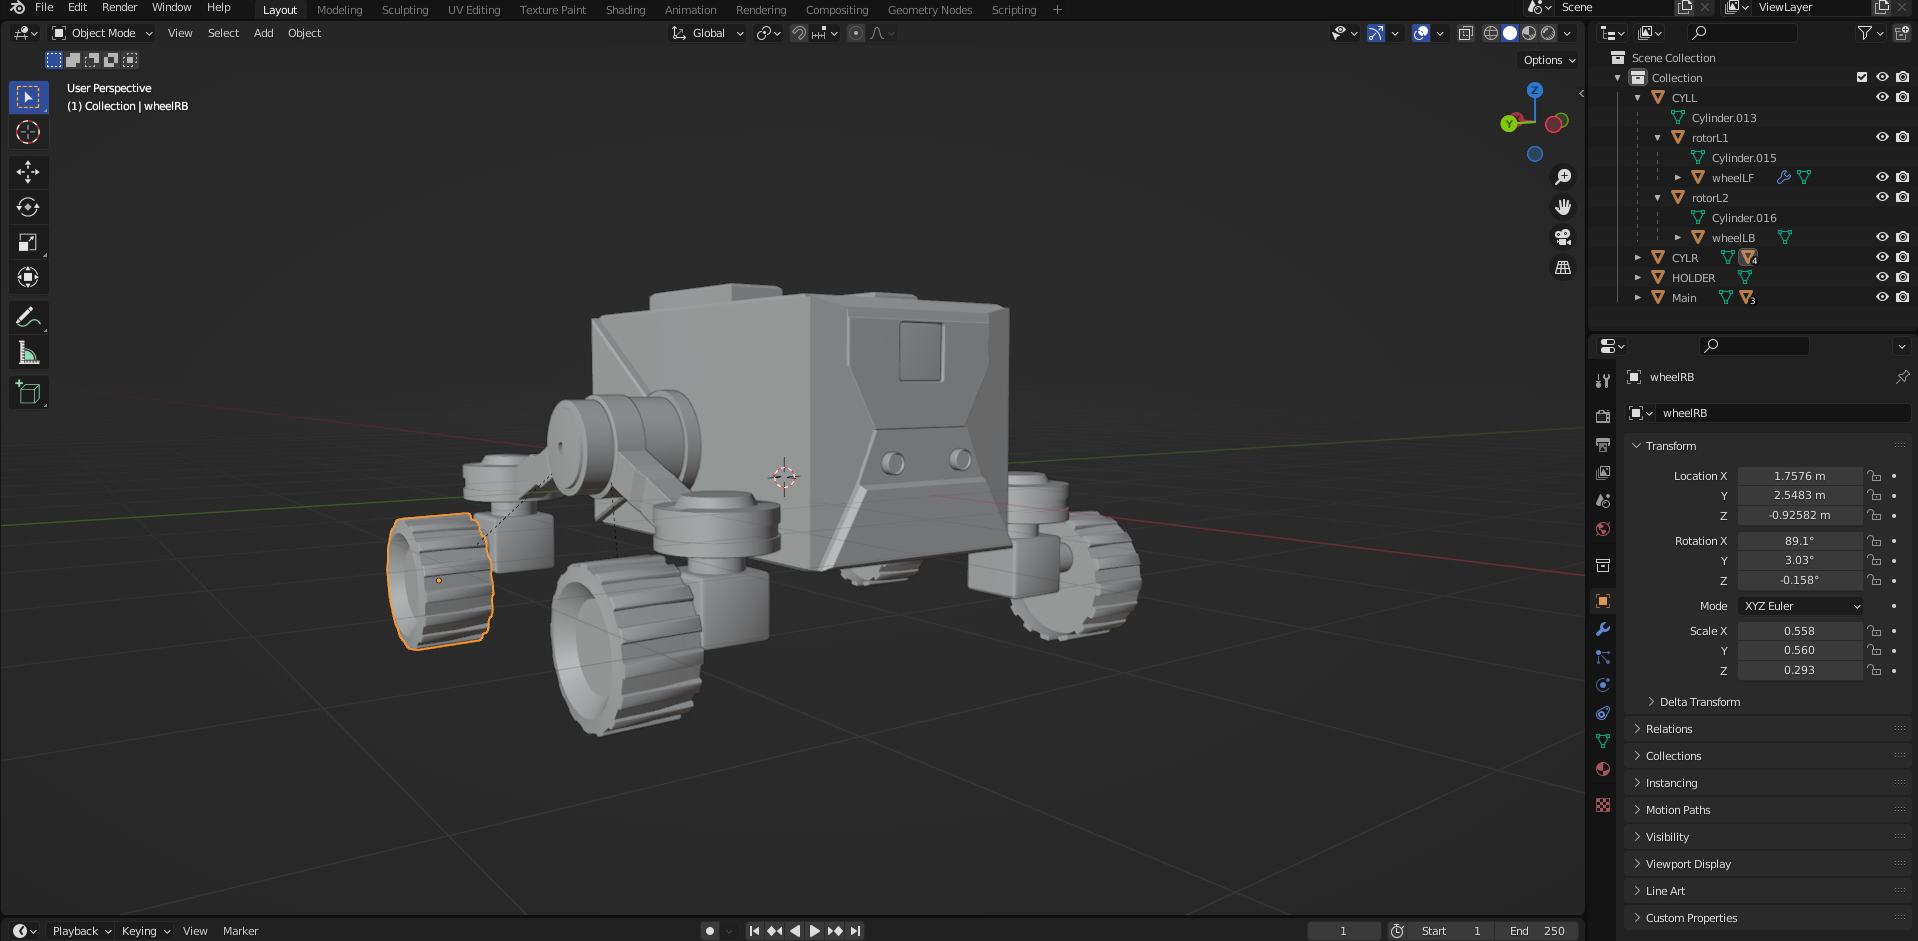 File Edit Render Window Help Layout Modeling Sculpting UV Editing Texture Paint Shading Animation Rendering Compositing Geometry Nodes Scripting Scene ViewLayer
Object Mode View Select Add Object Global
Options
User Perspective
(1) Collection | wheelRB
Z
Y
Scene Collection
Collection
CYLL
Cylinder.013
rotorL1
Cylinder.015
wheelLF
rotorL2
Cylinder.016
wheelLB
CYLR 4
HOLDER
Main 3
wheelRB
wheelRB
Transform
Location X 1.7576 m
Y 2.5483 m
Z -0.92582 m
Rotation X 89.1°
Y 3.03°
Z -0.158°
Mode XYZ Euler
Scale X 0.558
Y 0.560
Z 0.293
Delta Transform
Relations
Collections
Instancing
Motion Paths
Visibility
Viewport Display
Line Art
Custom Properties
Playback Keying View Marker 1 Start 1 End 250